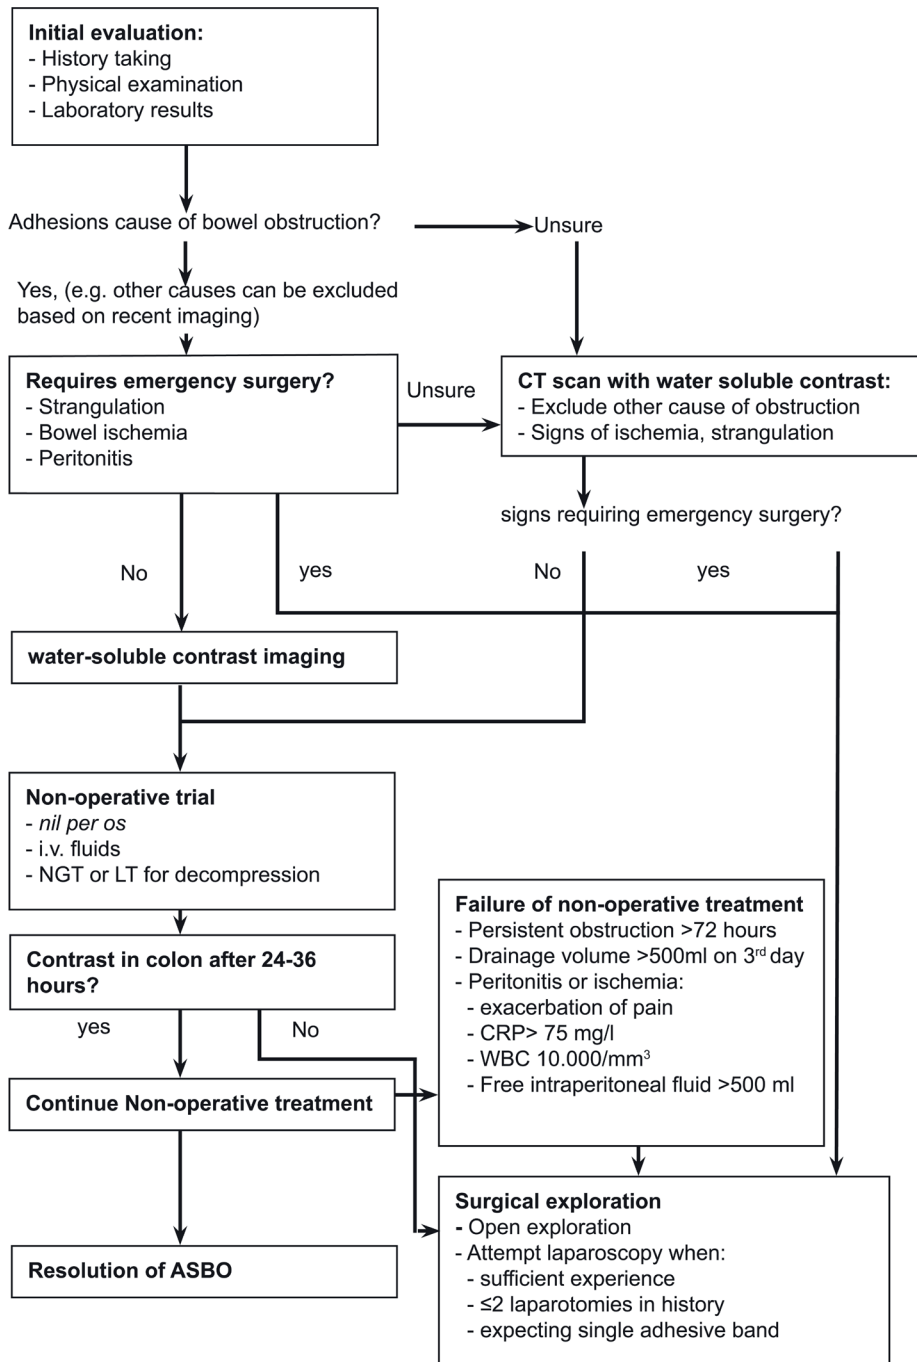 Initial evaluation:
- History taking
- Physical examination
- Laboratory results
Adhesions cause of bowel obstruction?
Unsure
Yes, (e.g. other causes can be excluded
based on recent imaging)
Requires emergency surgery?
- Strangulation
- Bowel ischemia
- Peritonitis
Unsure
CT scan with water soluble contrast:
- Exclude other cause of obstruction
- Signs of ischemia, strangulation
signs requiring emergency surgery?
No
yes
No
yes
water-soluble contrast imaging
Non-operative trial
- nil per os
- i.v. fluids
- NGT or LT for decompression
Contrast in colon after 24-36
hours?
yes
No
Continue Non-operative treatment
Failure of non-operative treatment
- Persistent obstruction >72 hours
- Drainage volume >500ml on 3rd day
- Peritonitis or ischemia:
- exacerbation of pain
- CRP> 75 mg/l
- WBC 10.000/mm³
- Free intraperitoneal fluid >500 ml
Resolution of ASBO
Surgical exploration
- Open exploration
- Attempt laparoscopy when:
- sufficient experience
- ≤2 laparotomies in history
- expecting single adhesive band